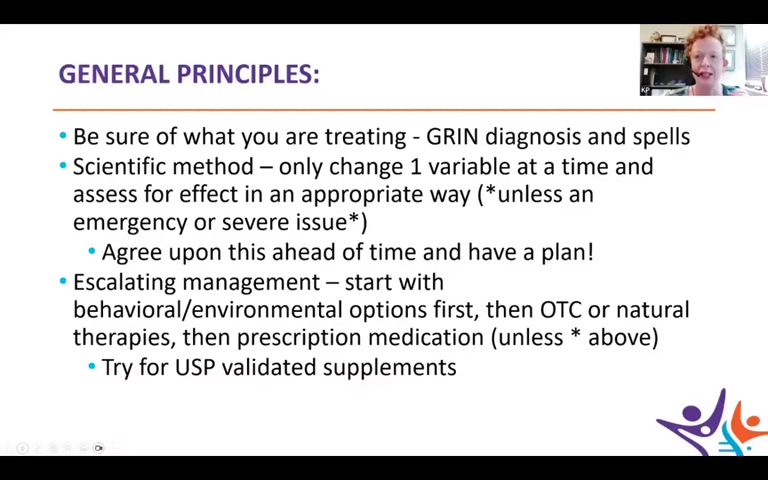 GENERAL PRINCIPLES:
• Be sure of what you are treating - GRIN diagnosis and spells
• Scientific method – only change 1 variable at a time and
assess for effect in an appropriate way (*unless an
emergency or severe issue*)
• Agree upon this ahead of time and have a plan!
• Escalating management – start with
behavioral/environmental options first, then OTC or natural
therapies, then prescription medication (unless * above)
• Try for USP validated supplements
KP